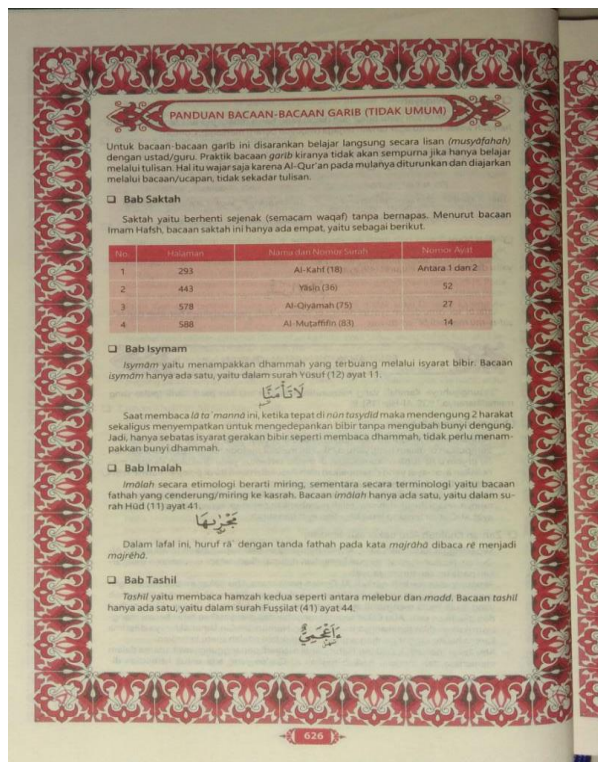 PANDUAN BACAAN-BACAAN GARIB (TIDAK UMUM)
Untuk bacaan-bacaan garib ini disarankan belajar langsung secara lisan (musyāfahah)
dengan ustad/guru. Praktik bacaan garib kiranya tidak akan sempurna jika hanya belajar
melalui tulisan. Hal itu wajar saja karena Al-Qur'an pada mulanya diturunkan dan diajarkan
melalui bacaan/ucapan, tidak sekadar tulisan.
❑ Bab Saktah
Saktah yaitu berhenti sejenak (semacam waqaf) tanpa bernapas. Menurut bacaan
Imam Hafsh, bacaan saktah ini hanya ada empat, yaitu sebagai berikut.
No. Halaman Nama dan Nomor Surah Nomor Ayat
1 293 Al-Kahf (18) Antara 1 dan 2
2 443 Yāsīn (36) 52
3 578 Al-Qiyāmah (75) 27
4 588 Al-Muṭaffifīn (83) 14
❑ Bab Isymam
Isymām yaitu menampakkan dhammah yang terbuang melalui isyarat bibir. Bacaan
isymām hanya ada satu, yaitu dalam surah Yūsuf (12) ayat 11.
لَا تَأْمَنَّا
Saat membaca lā ta`mannā ini, ketika tepat di nūn tasydīd maka mendengung 2 harakat
sekaligus menyempatkan untuk mengedepankan bibir tanpa mengubah bunyi dengung.
Jadi, hanya sebatas isyarat gerakan bibir seperti membaca dhammah, tidak perlu menam-
pakkan bunyi dhammah.
❑ Bab Imalah
Imālah secara etimologi berarti miring, sementara secara terminologi yaitu bacaan
fathah yang cenderung/miring ke kasrah. Bacaan imālah hanya ada satu, yaitu dalam su-
rah Hūd (11) ayat 41.
مَجْرٰىهَا
Dalam lafal ini, huruf rā` dengan tanda fathah pada kata majrāhā dibaca rē menjadi
majrēhā.
❑ Bab Tashil
Tashīl yaitu membaca hamzah kedua seperti antara melebur dan madd. Bacaan tashīl
hanya ada satu, yaitu dalam surah Fuṣṣilat (41) ayat 44.
ءَاَعْجَمِيٌّ
626